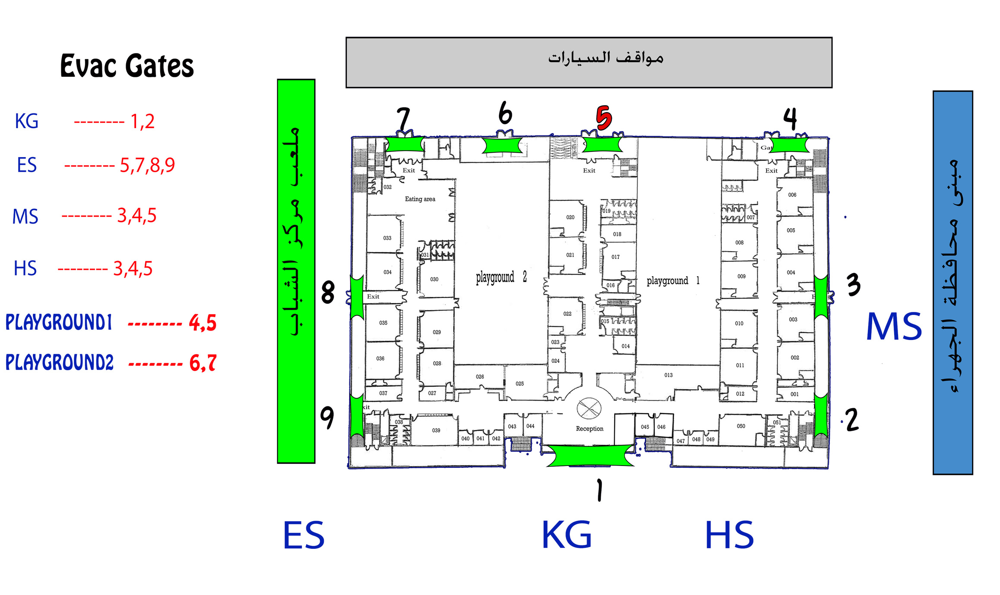 Evac Gates
KG -------- 1,2
ES -------- 5,7,8,9
MS -------- 3,4,5
HS -------- 3,4,5
PLAYGROUND1 -------- 4,5
PLAYGROUND2 -------- 6,7
مواقف السيارات
ملعب مركز الشباب
مبنى محافظة الجهراء
7
6
5
4
Exit
Exit
Exit
032
Eating area
006
020
019
007
033
018
005
008
031
021
017
034
030
004
009
playground 2
016
playground 1
8
Exit
3
035
029
022
015
010
003
MS
023
014
036
028
024
011
002
026
025
013
037
027
012
001
9
2
038
039
043
044
Reception
045
046
050
051
040
041
042
047
048
049
1
ES
KG
HS